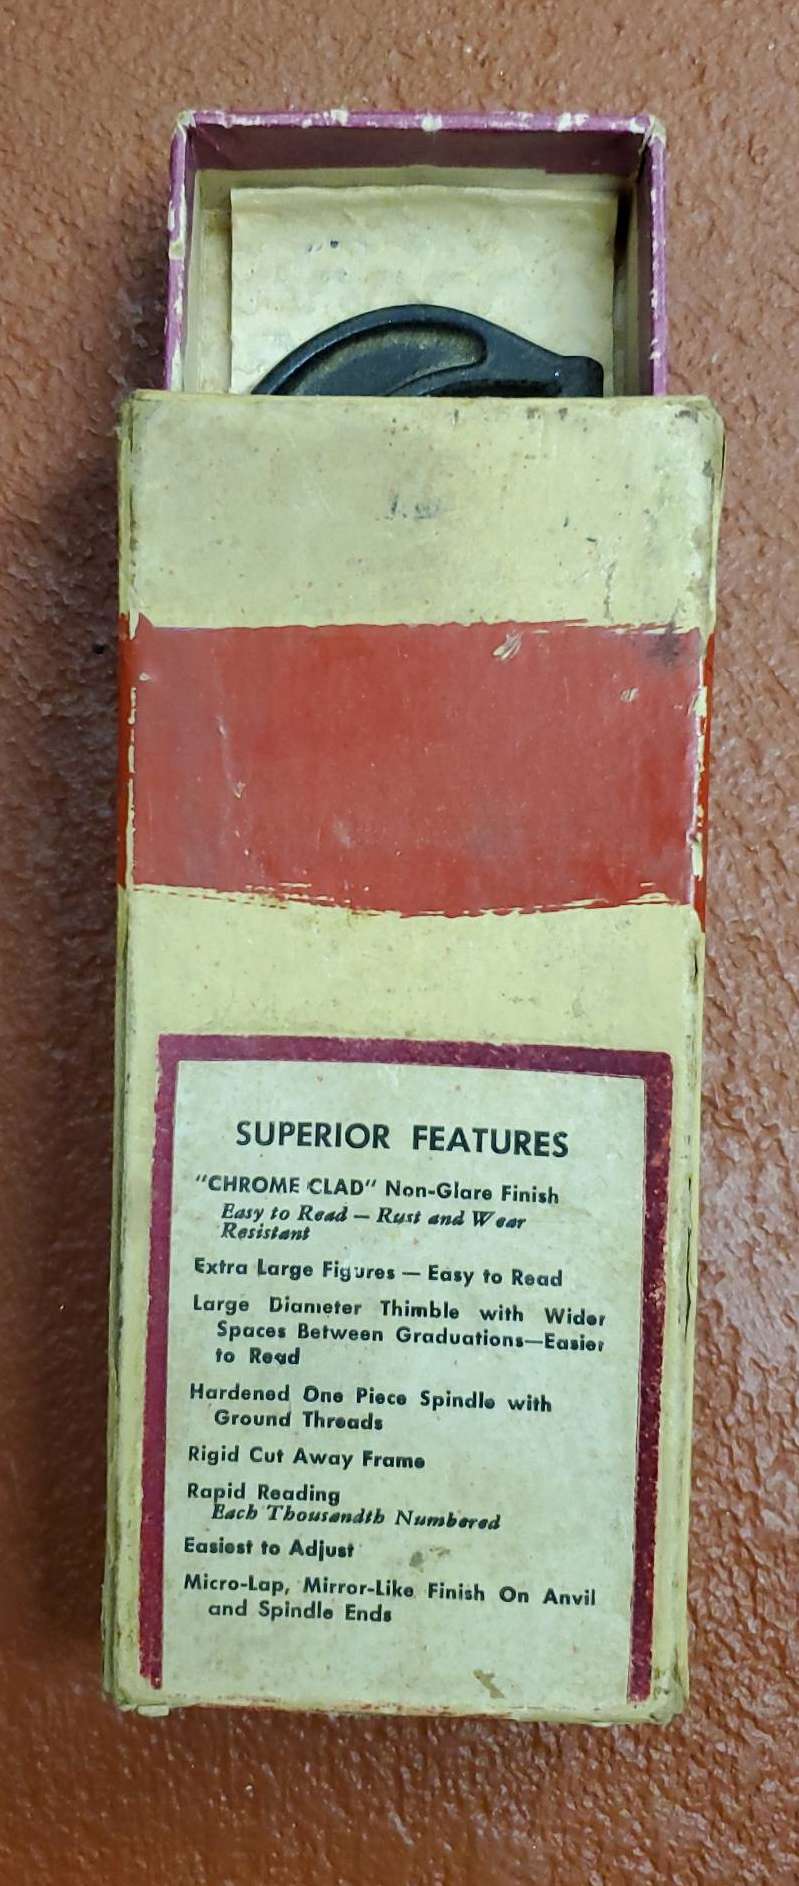 SUPERIOR FEATURES
"CHROME CLAD" Non-Glare Finish
Easy to Read — Rust and Wear
Resistant
Extra Large Figures — Easy to Read
Large Diameter Thimble with Wider
Spaces Between Graduations—Easier
to Read
Hardened One Piece Spindle with
Ground Threads
Rigid Cut Away Frame
Rapid Reading
Each Thousandth Numbered
Easiest to Adjust
Micro-Lap, Mirror-Like Finish On Anvil
and Spindle Ends